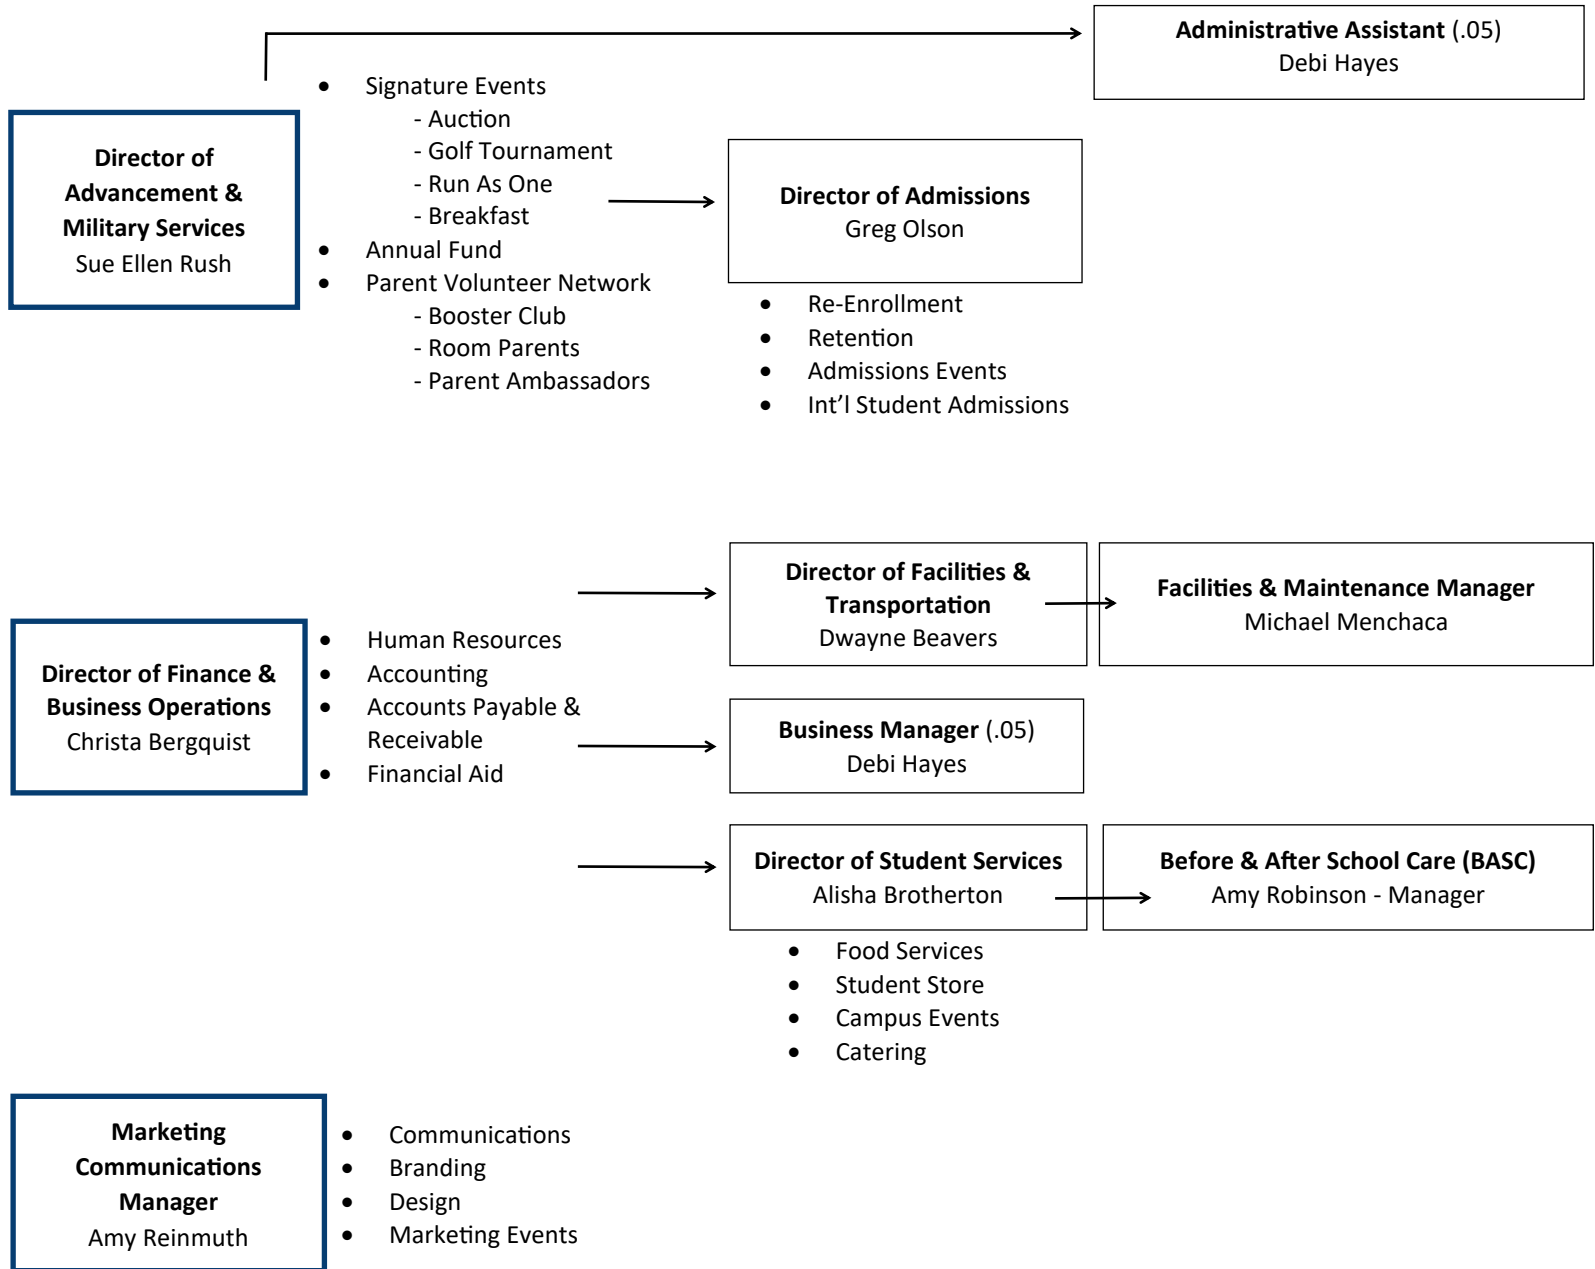 Administrative Assistant (.05)
Debi Hayes
Director of
Advancement &
Military Services
Sue Ellen Rush
• Signature Events
- Auction
- Golf Tournament
- Run As One
- Breakfast
• Annual Fund
• Parent Volunteer Network
- Booster Club
- Room Parents
- Parent Ambassadors
Director of Admissions
Greg Olson
• Re-Enrollment
• Retention
• Admissions Events
• Int’l Student Admissions
Director of Finance &
Business Operations
Christa Bergquist
• Human Resources
• Accounting
• Accounts Payable &
Receivable
• Financial Aid
Director of Facilities &
Transportation
Dwayne Beavers
Facilities & Maintenance Manager
Michael Menchaca
Business Manager (.05)
Debi Hayes
Director of Student Services
Alisha Brotherton
Before & After School Care (BASC)
Amy Robinson - Manager
• Food Services
• Student Store
• Campus Events
• Catering
Marketing
Communications
Manager
Amy Reinmuth
• Communications
• Branding
• Design
• Marketing Events